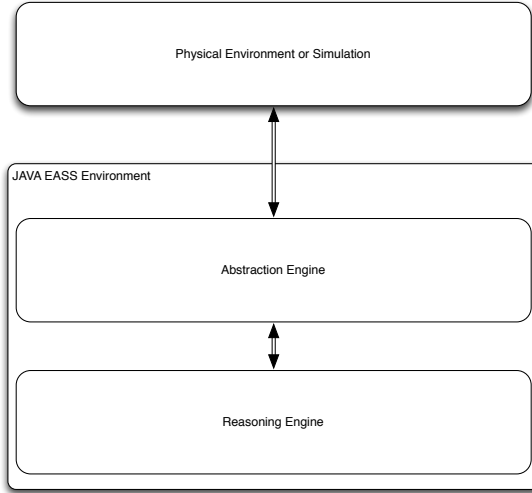 Physical Environment or Simulation
JAVA EASS Environment
Abstraction Engine
Reasoning Engine